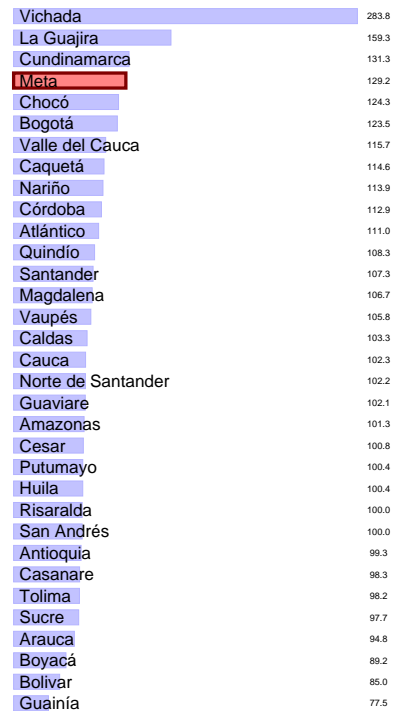 Vichada 283.8
La Guajira 159.3
Cundinamarca 131.3
Meta 129.2
Chocó 124.3
Bogotá 123.5
Valle del Cauca 115.7
Caquetá 114.6
Nariño 113.9
Córdoba 112.9
Atlántico 111.0
Quindío 108.3
Santander 107.3
Magdalena 106.7
Vaupés 105.8
Caldas 103.3
Cauca 102.3
Norte de Santander 102.2
Guaviare 102.1
Amazonas 101.3
Cesar 100.8
Putumayo 100.4
Huila 100.4
Risaralda 100.0
San Andrés 100.0
Antioquia 99.3
Casanare 98.3
Tolima 98.2
Sucre 97.7
Arauca 94.8
Boyacá 89.2
Bolivar 85.0
Guainía 77.5